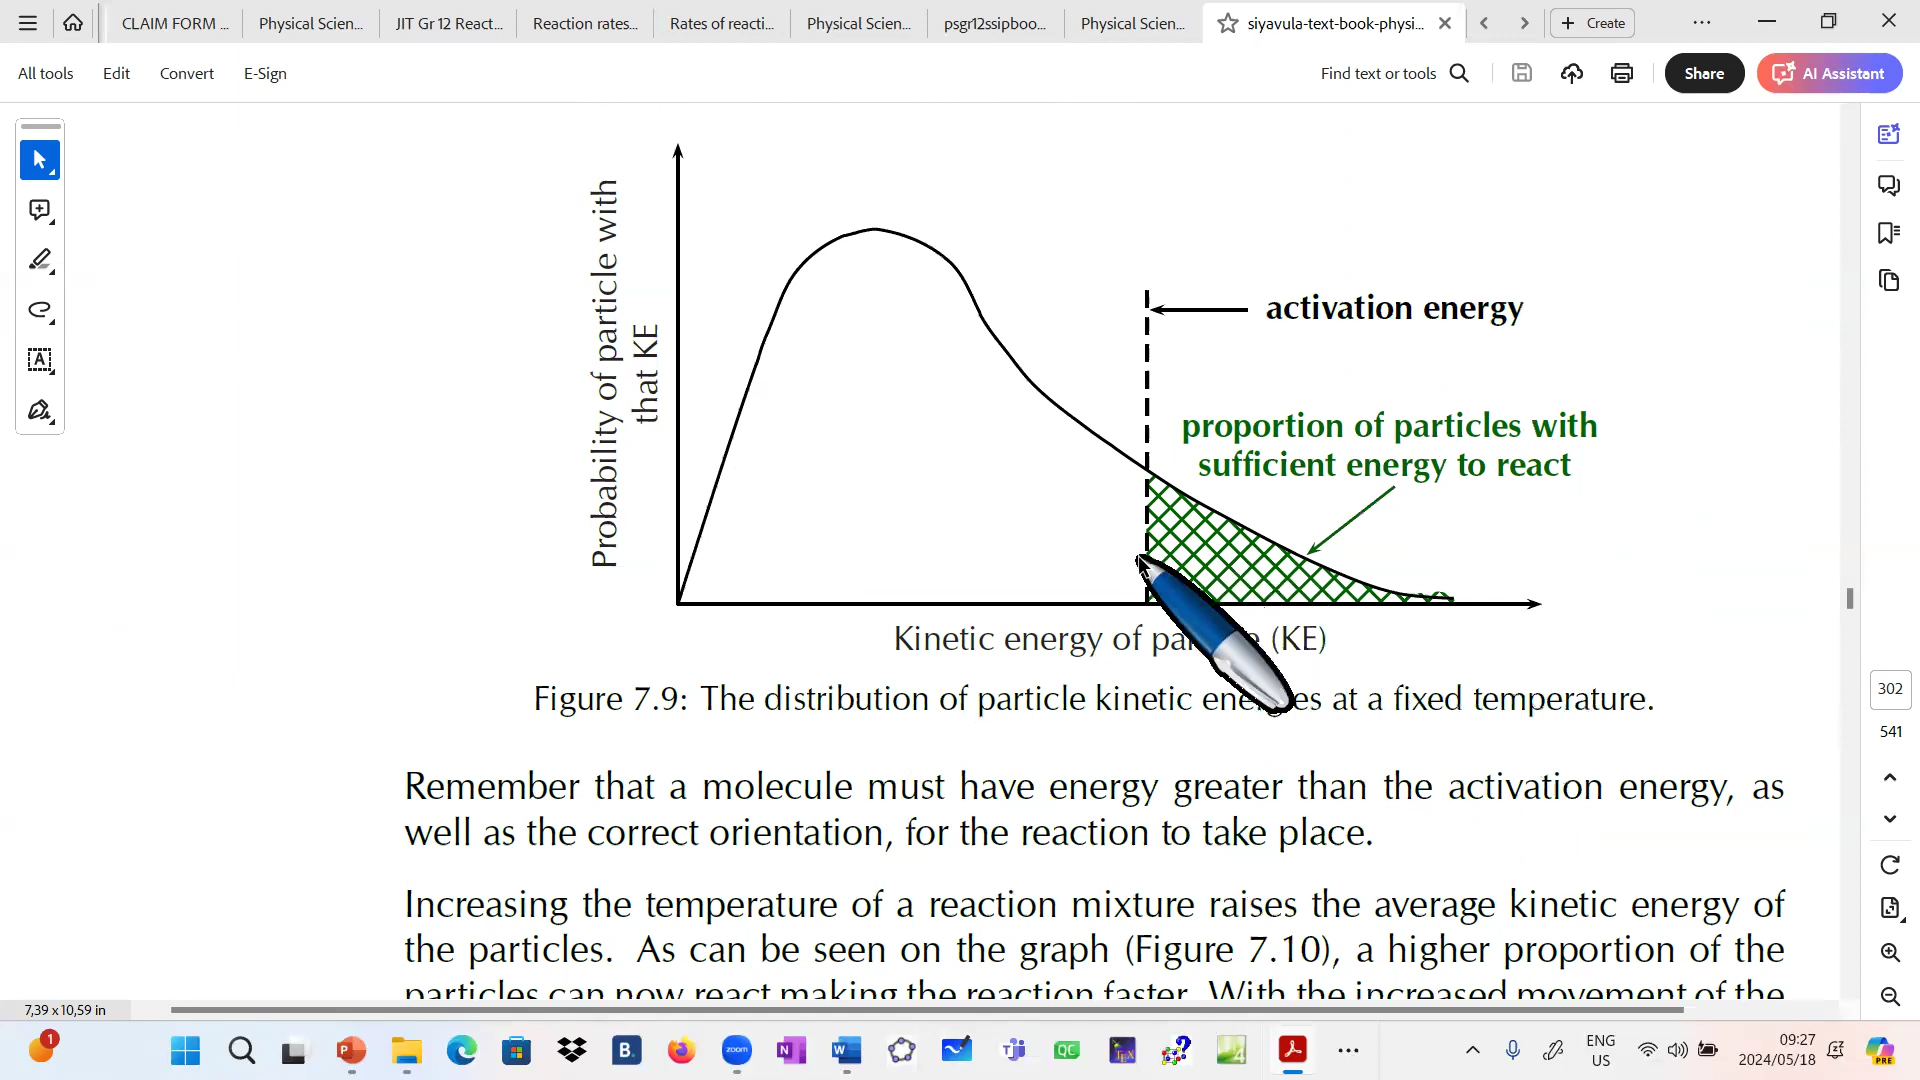 CLAIM FORM ...
Physical Scien...
JIT Gr 12 React...
Reaction rates...
Rates of reacti...
Physical Scien...
psgr12ssipboo...
Physical Scien...
siyavula-text-book-physi...
Create
All tools
Edit
Convert
E-Sign
Find text or tools
Share
AI Assistant
Probability of particle with
that KE
activation energy
proportion of particles with
sufficient energy to react
Kinetic energy of (KE)
Figure 7.9: The distribution of particle kinetic energies at a fixed temperature.
Remember that a molecule must have energy greater than the activation energy, as
well as the correct orientation, for the reaction to take place.
Increasing the temperature of a reaction mixture raises the average kinetic energy of
the particles. As can be seen on the graph (Figure 7.10), a higher proportion of the
particles can now react making the reaction faster. With the increased movement of the
302
541
7,39 x 10,59 in
1
zoom
ENG
US
09:27
2024/05/18
PRE